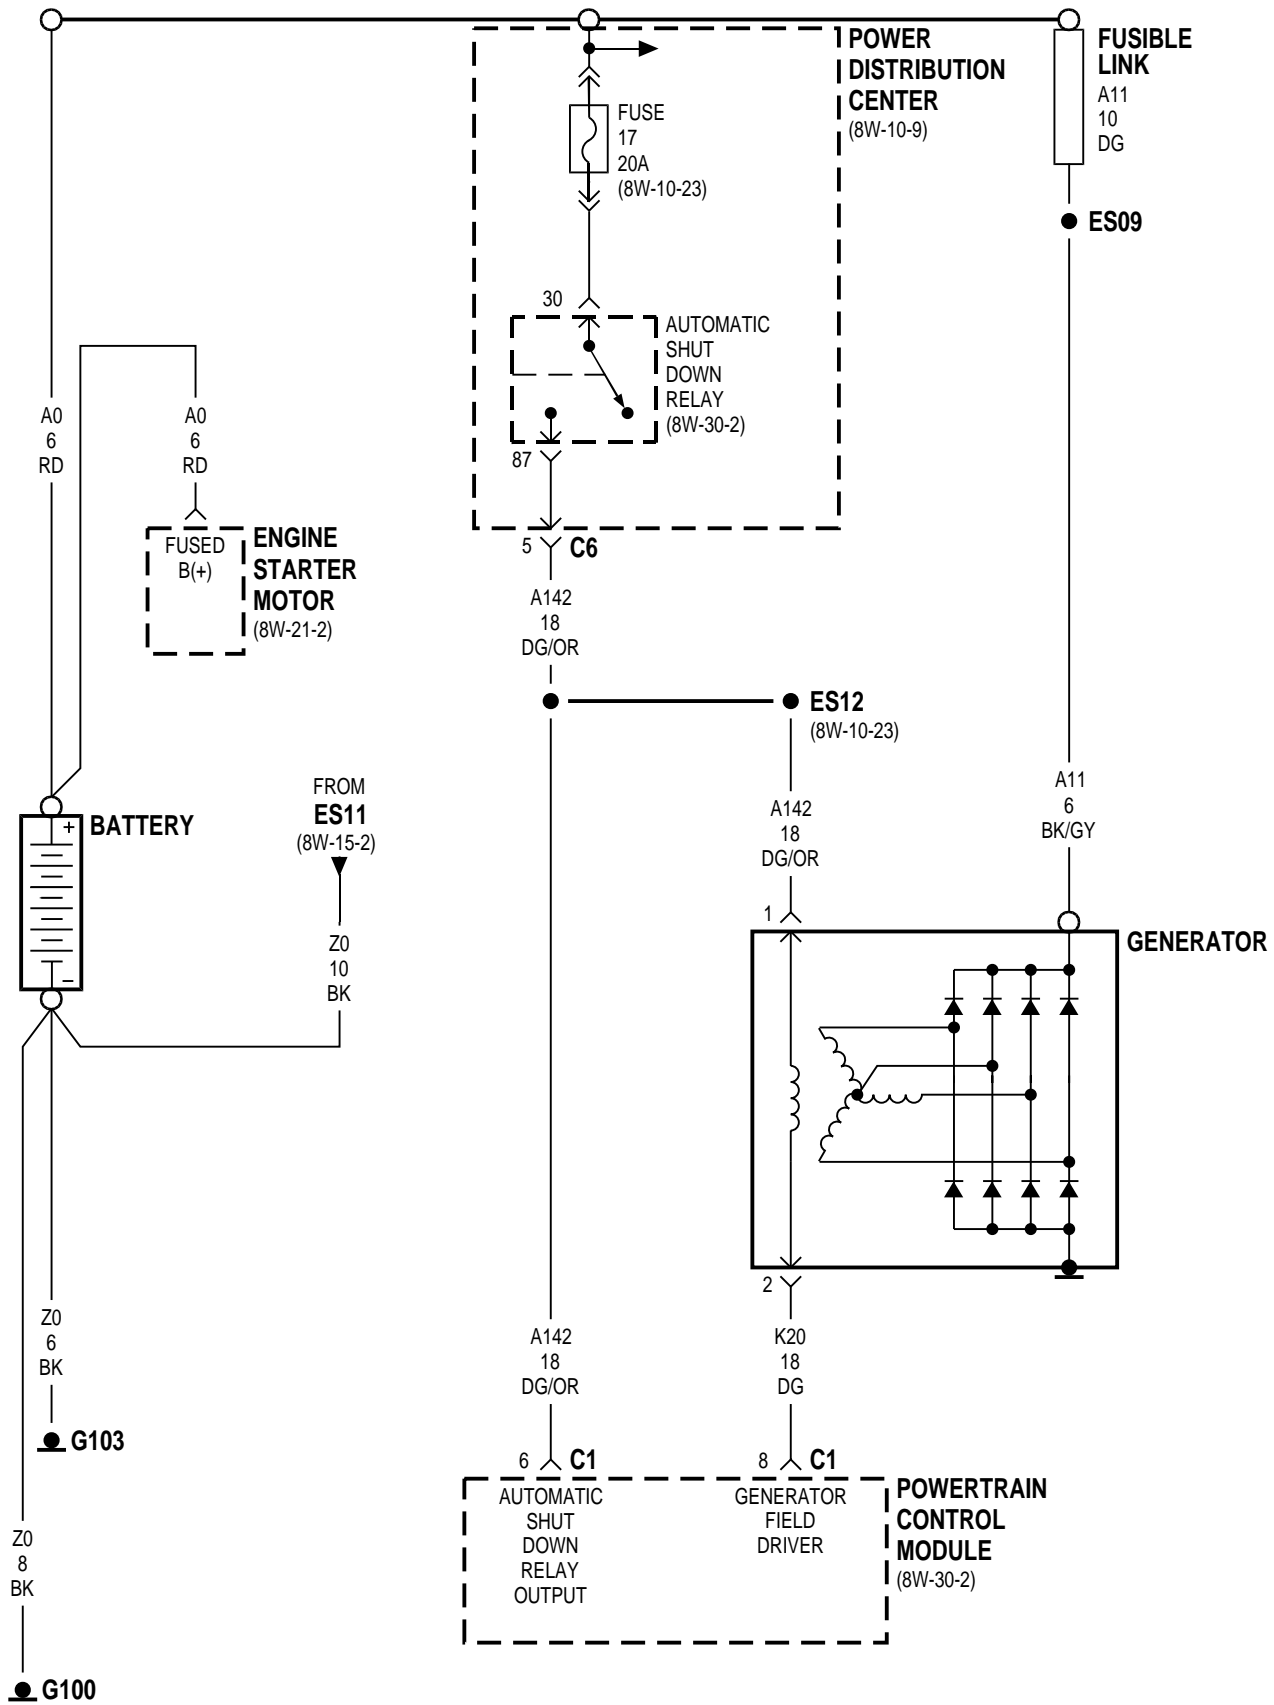 POWER
DISTRIBUTION
CENTER
(8W-10-9)
FUSIBLE
LINK
A11
10
DG
FUSE
17
20A
(8W-10-23)
ES09
30
AUTOMATIC
SHUT
DOWN
RELAY
(8W-30-2)
87
A0
6
RD
A0
6
RD
FUSED
B(+)
ENGINE
STARTER
MOTOR
(8W-21-2)
5
C6
A142
18
DG/OR
ES12
(8W-10-23)
A11
6
BK/GY
A142
18
DG/OR
FROM
ES11
(8W-15-2)
+
BATTERY
–
Z0
10
BK
1
GENERATOR
2
Z0
6
BK
A142
18
DG/OR
K20
18
DG
G103
6
C1
8
C1
AUTOMATIC
SHUT
DOWN
RELAY
OUTPUT
GENERATOR
FIELD
DRIVER
POWERTRAIN
CONTROL
MODULE
(8W-30-2)
Z0
8
BK
G100